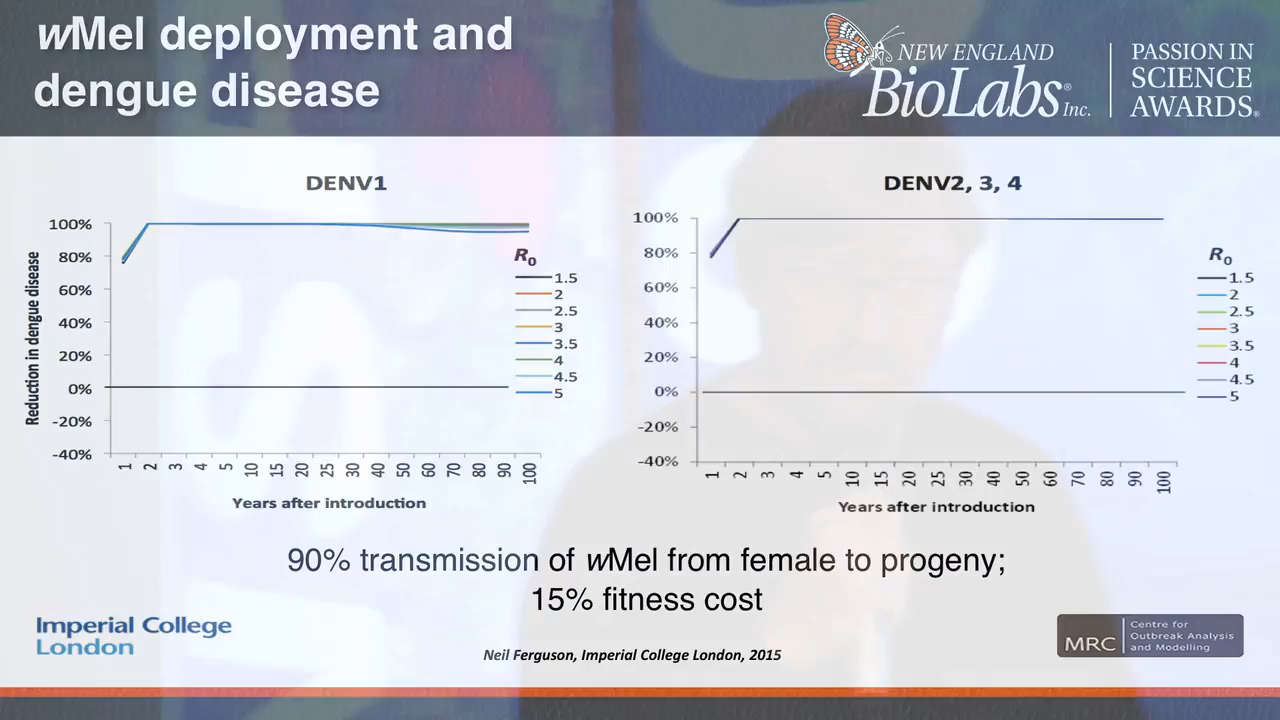 wMel deployment and
dengue disease
NEW ENGLAND
BioLabs® Inc.
PASSION IN
SCIENCE
AWARDS®
DENV1
Reduction in dengue disease
100%
80%
60%
40%
20%
0%
-20%
-40%
1 2 3 4 5 10 15 20 25 30 40 50 60 70 80 90 100
Years after introduction
R0
1.5
2
2.5
3
3.5
4
4.5
5
DENV2, 3, 4
100%
80%
60%
40%
20%
0%
-20%
-40%
1 2 3 4 5 10 15 20 25 30 40 50 60 70 80 90 100
Years after introduction
R0
1.5
2
2.5
3
3.5
4
4.5
5
90% transmission of wMel from female to progeny;
15% fitness cost
Imperial College
London
Neil Ferguson, Imperial College London, 2015
MRC
Centre for
Outbreak Analysis
and Modelling